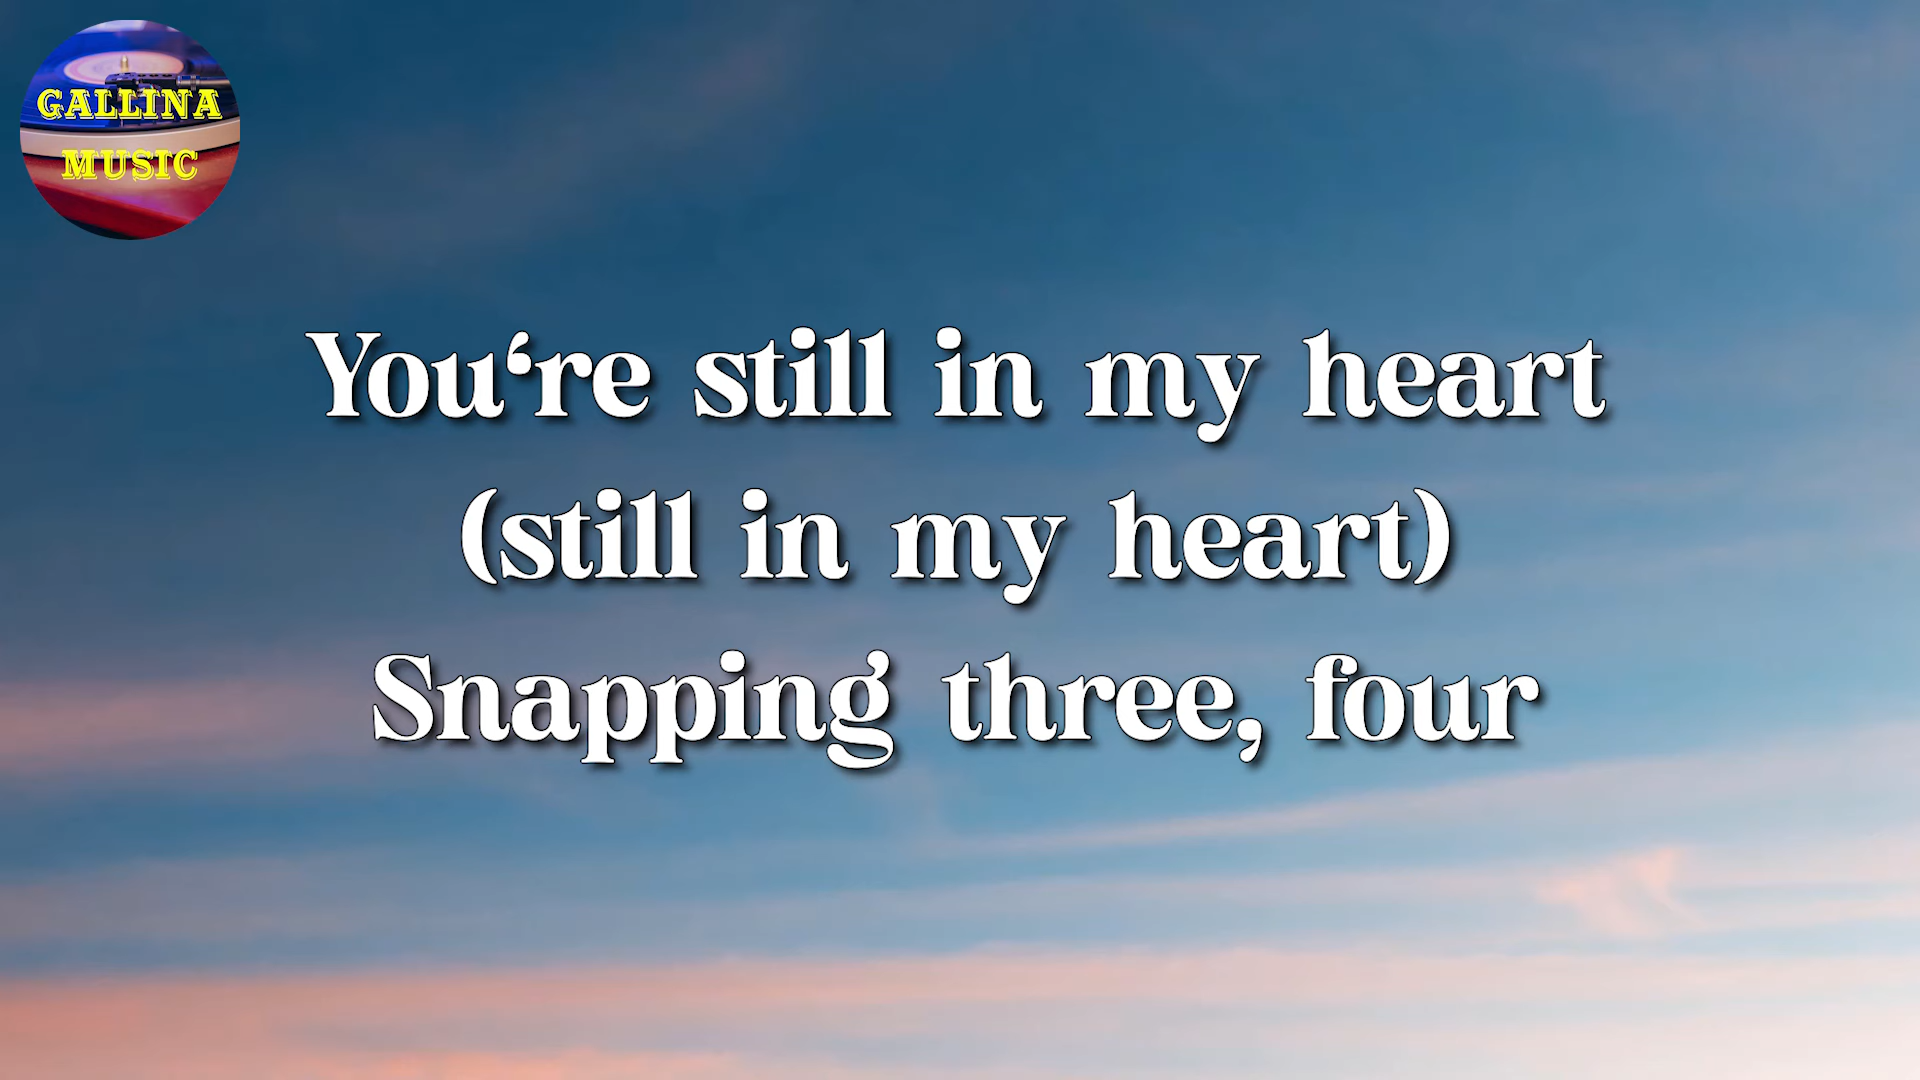 GALLINA
MUSIC
You‘re still in my heart
(still in my heart)
Snapping three, four